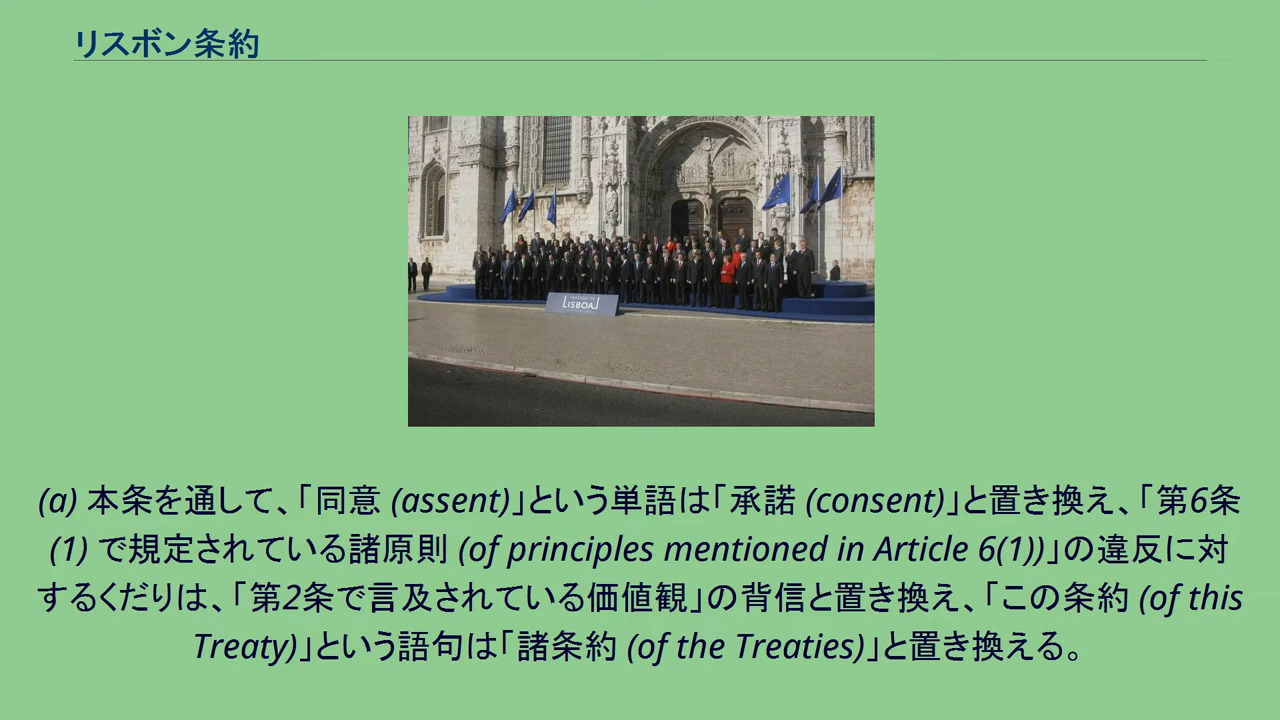 リスボン条約
TRATADO DE
LISBOA
(a) 本条を通して、「同意 (assent)」という単語は「承諾 (consent)」と置き換え、「第6条
(1) で規定されている諸原則 (of principles mentioned in Article 6(1))」の違反に対
するくだりは、「第2条で言及されている価値観」の背信と置き換え、「この条約 (of this
Treaty)」という語句は「諸条約 (of the Treaties)」と置き換える。